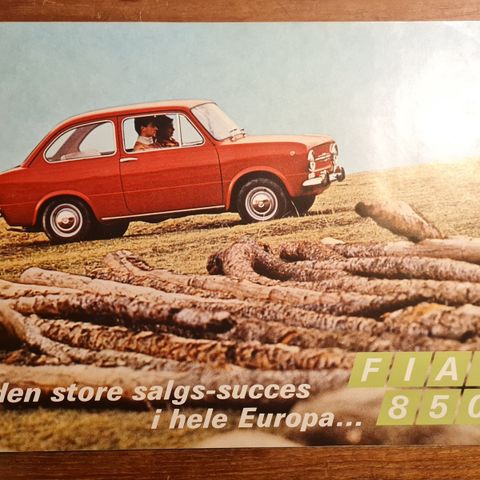 den store salgs-succes
i hele Europa...
FIAT
850